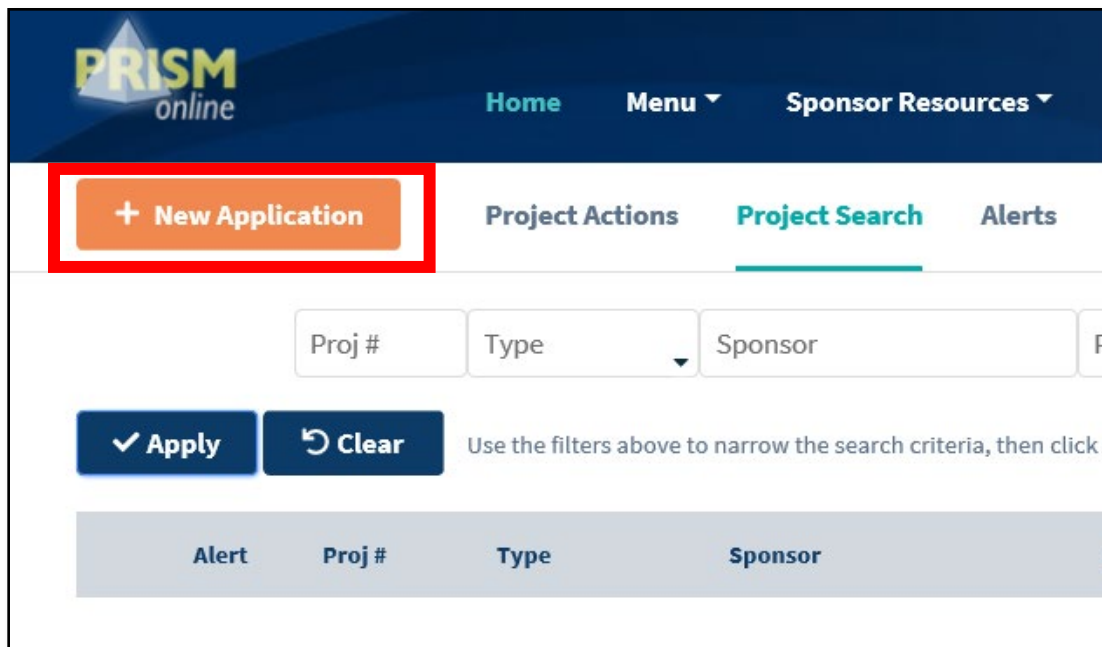 PRISM
online
Home Menu Sponsor Resources
+ New Application Project Actions Project Search Alerts
Proj # Type Sponsor
Apply Clear Use the filters above to narrow the search criteria, then click
Alert Proj # Type Sponsor